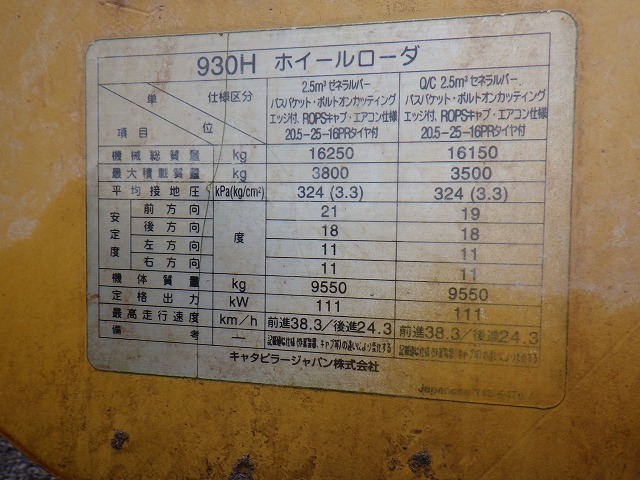 930H ホイールローダ
単位 項目 仕様区分 2.5m³ゼネラルパーパスバケット・ボルトオンカッティングエッジ付、ROPSキャブ・エアコン仕様 20.5−25−16PRタイヤ付 Q/C 2.5m³ゼネラルパーパスバケット・ボルトオンカッティングエッジ付、ROPSキャブ・エアコン仕様 20.5−25−16PRタイヤ付
機械総質量 kg 16250 16150
最大積載質量 kg 3800 3500
平均接地圧 kPa(kg/cm²) 324 (3.3) 324 (3.3)
安定度 前方向 度 21 19
後方向 18 18
左方向 11 11
右方向 11 11
機体質量 kg 9550 9550
定格出力 kW 111 111
最高走行速度 km/h 前進38.3/後進24.3 前進38.3/後進24.3
備考 —
キャタピラージャパン株式会社
Japanese